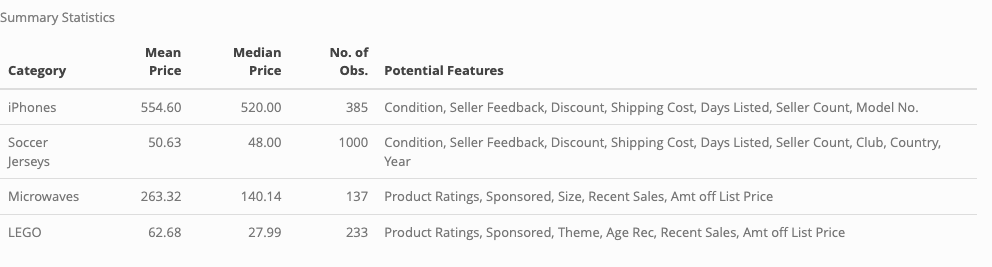 Summary Statistics
Category Mean Price Median Price No. of Obs. Potential Features
iPhones 554.60 520.00 385 Condition, Seller Feedback, Discount, Shipping Cost, Days Listed, Seller Count, Model No.
Soccer Jerseys 50.63 48.00 1000 Condition, Seller Feedback, Discount, Shipping Cost, Days Listed, Seller Count, Club, Country, Year
Microwaves 263.32 140.14 137 Product Ratings, Sponsored, Size, Recent Sales, Amt off List Price
LEGO 62.68 27.99 233 Product Ratings, Sponsored, Theme, Age Rec, Recent Sales, Amt off List Price